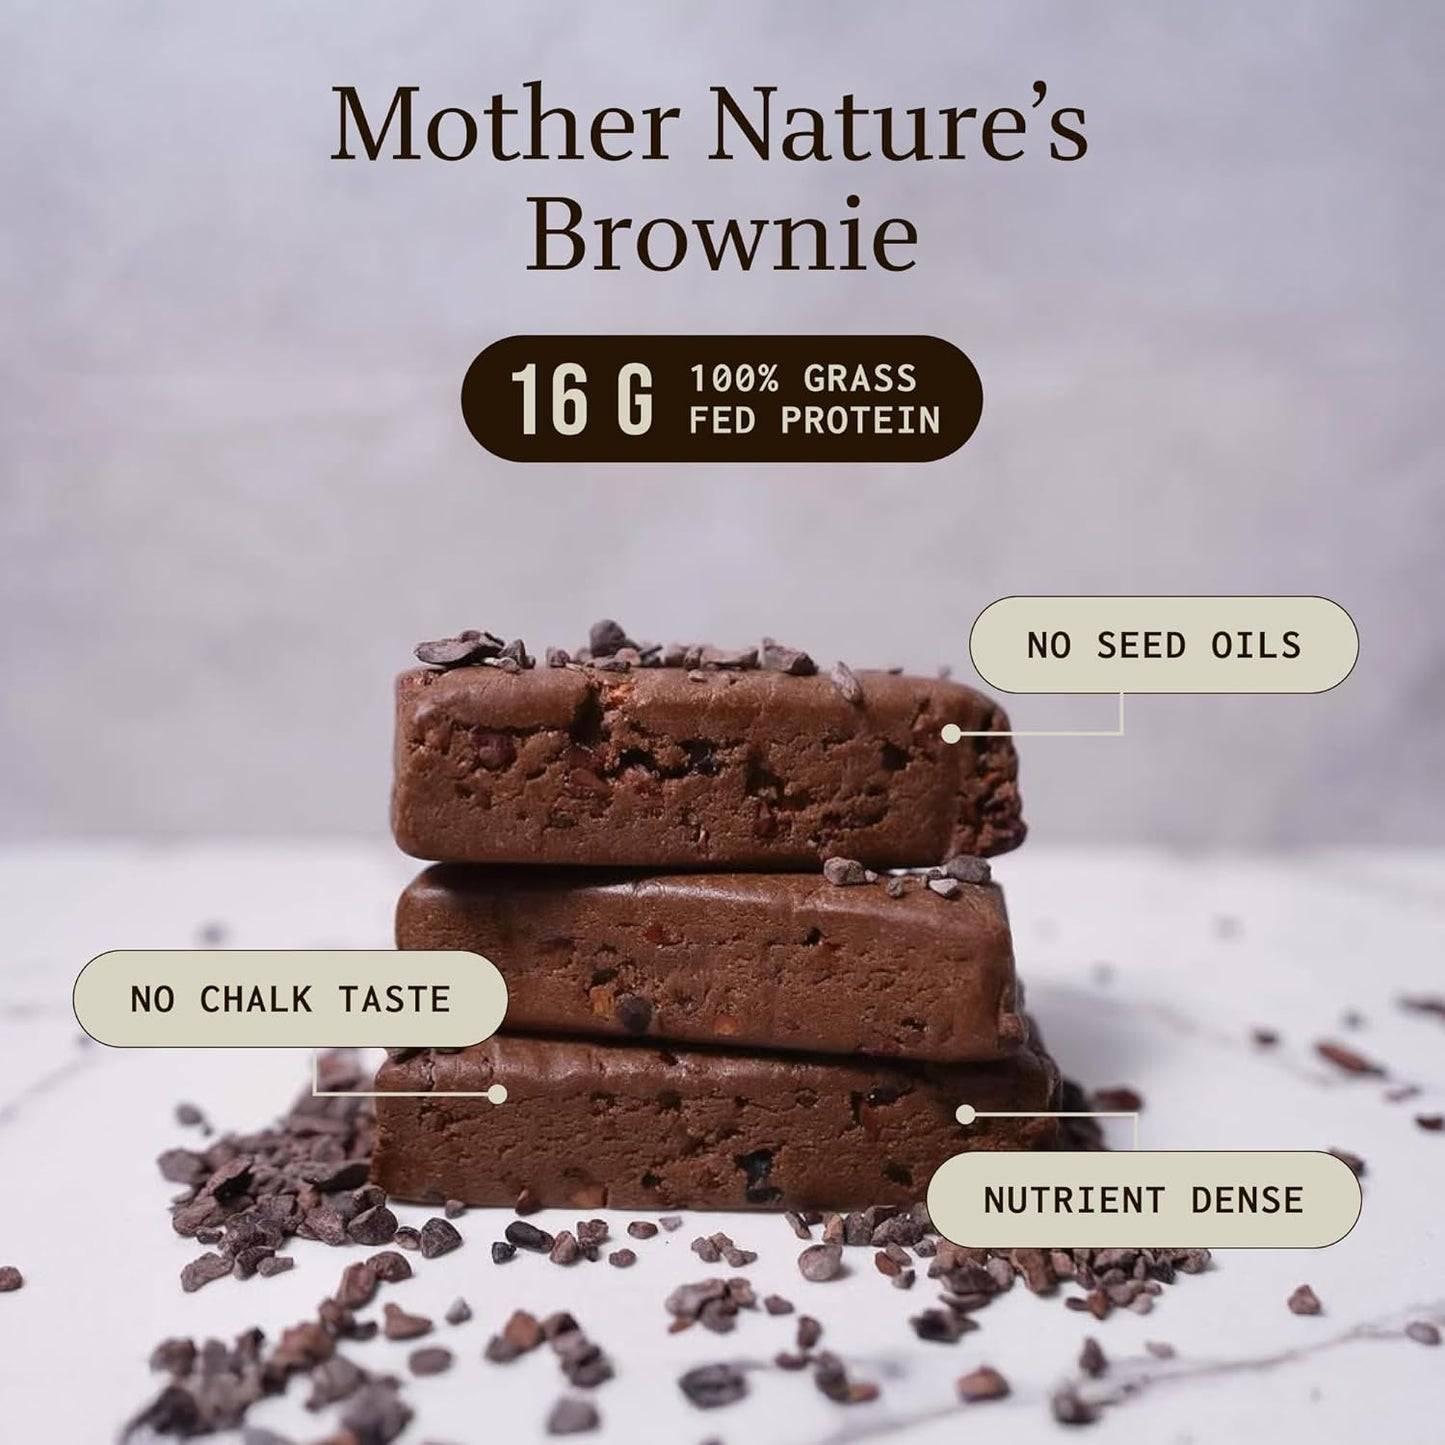 Mother Nature’s
Brownie
16 G 100% GRASS
FED PROTEIN
NO SEED OILS
NO CHALK TASTE
NUTRIENT DENSE